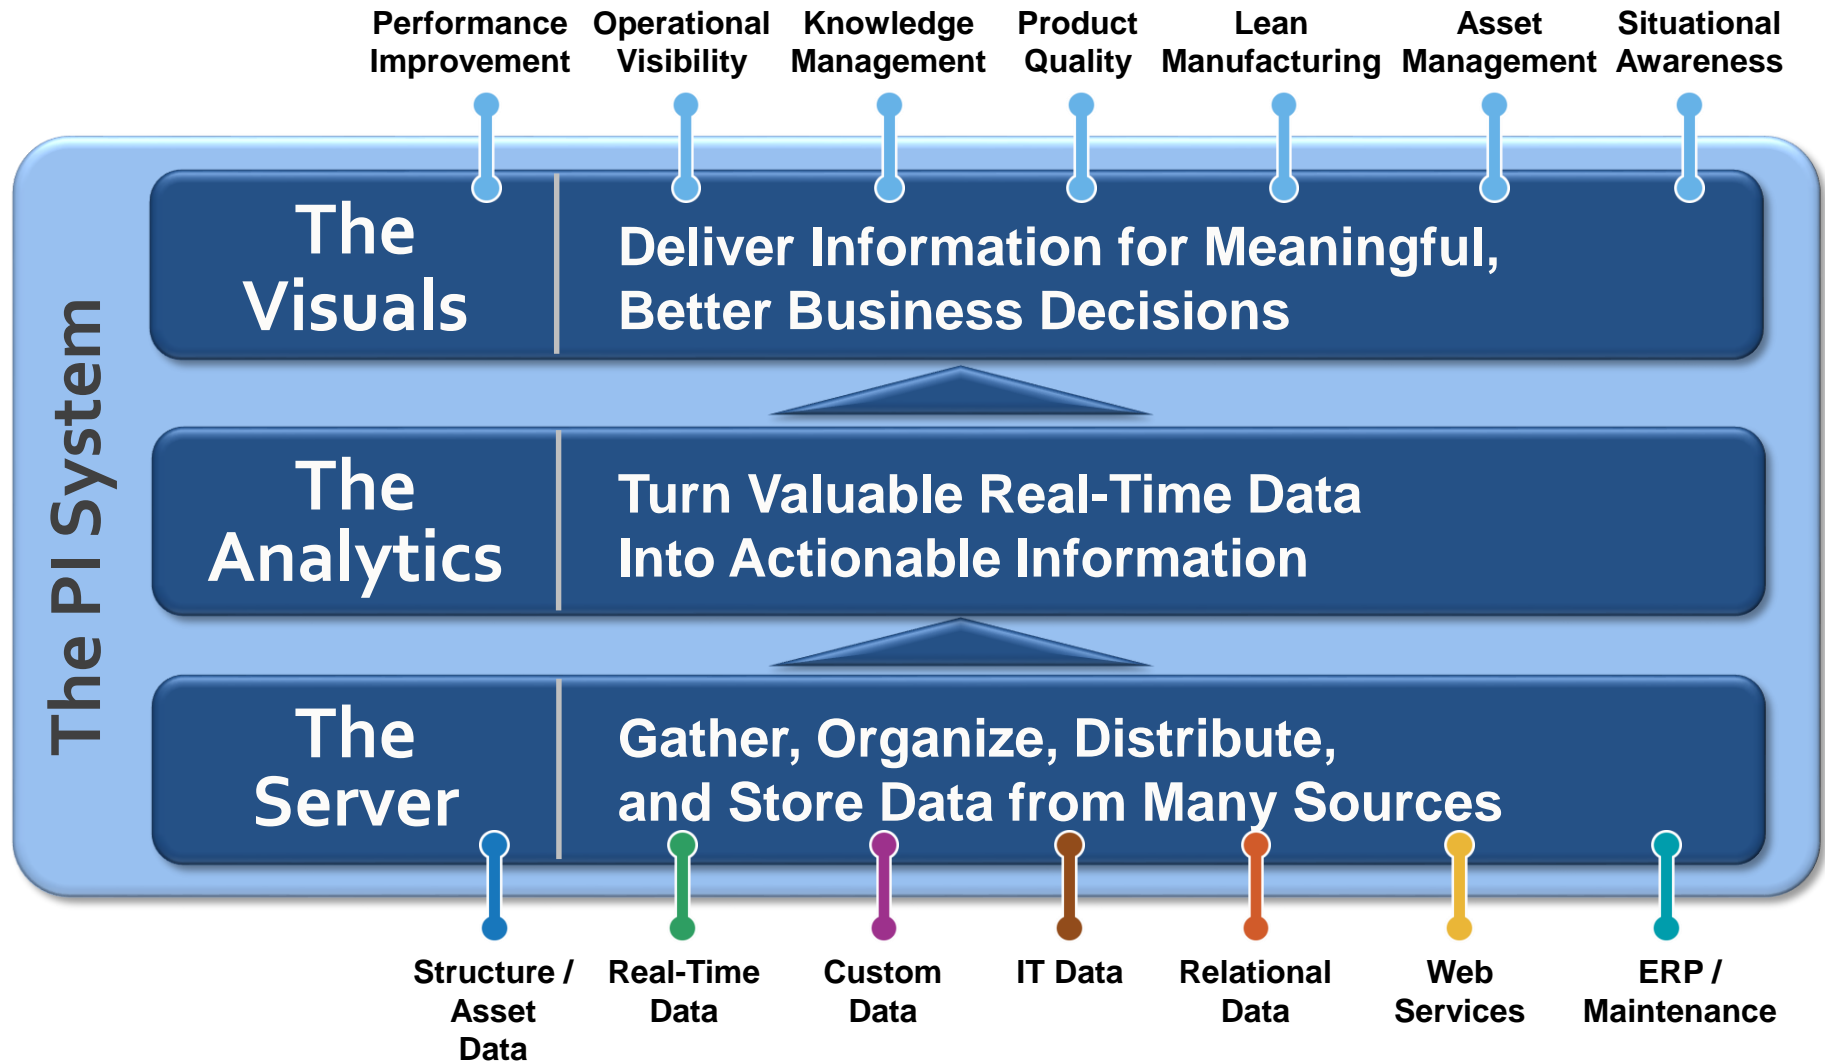 Performance
Improvement
Operational
Visibility
Knowledge
Management
Product
Quality
Lean
Manufacturing
Asset
Management
Situational
Awareness
The PI System
The
Visuals
Deliver Information for Meaningful,
Better Business Decisions
The
Analytics
Turn Valuable Real-Time Data
Into Actionable Information
The
Server
Gather, Organize, Distribute,
and Store Data from Many Sources
Structure /
Asset
Data
Real-Time
Data
Custom
Data
IT Data
Relational
Data
Web
Services
ERP /
Maintenance